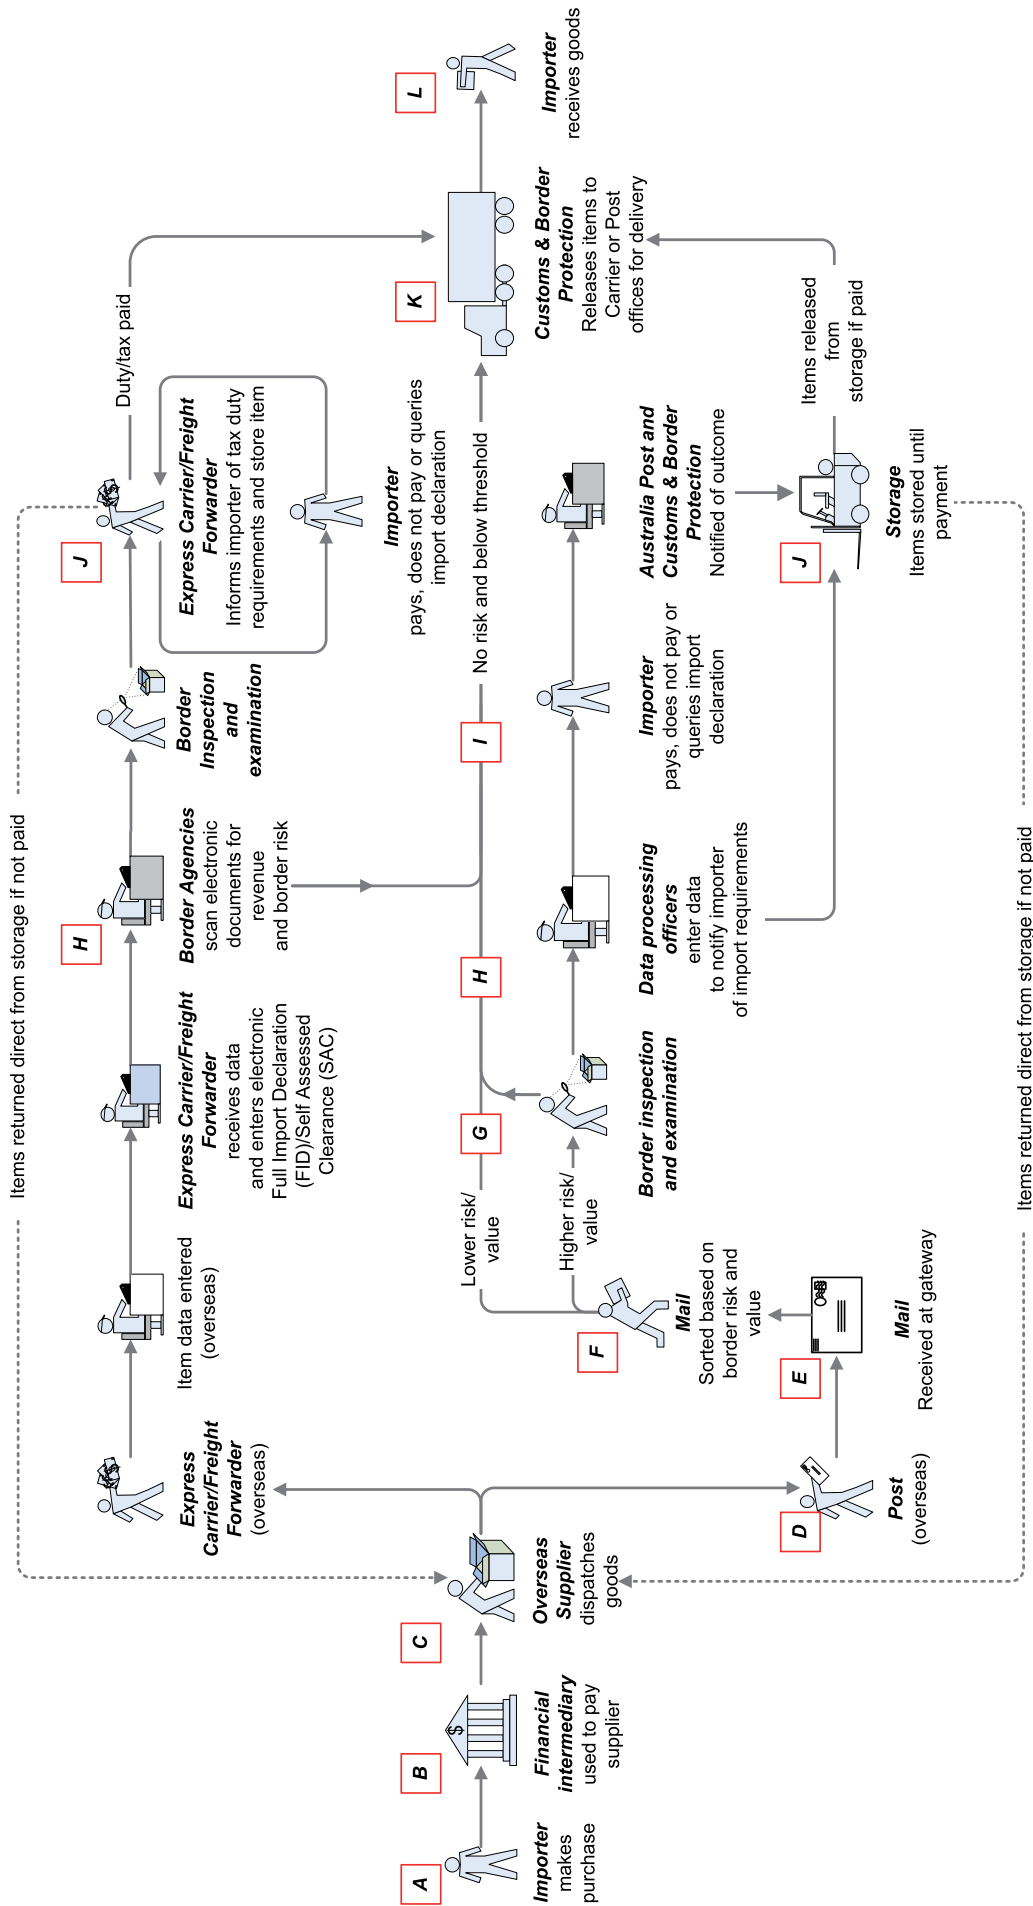 Items returned direct from storage if not paid
Express
Carrier/Freight
Forwarder
(overseas)
Item data entered
(overseas)
Express Carrier/Freight
Forwarder
receives data
and enters electronic
Full Import Declaration
(FID)/Self Assessed
Clearance (SAC)
H
Border Agencies
scan electronic
documents for
revenue
and border risk
Border
Inspection
and
examination
J
Express Carrier/Freight
Forwarder
Informs importer of tax duty
requirements and store item
Duty/tax paid
Importer
pays, does not pay or queries
import declaration
A
Importer
makes
purchase
B
$
Financial
intermediary
used to pay
supplier
C
Overseas
Supplier
dispatches
goods
Lower risk/
value
G
H
I
No risk and below threshold
K
Customs & Border
Protection
Releases items to
Carrier or Post
offices for delivery
L
Importer
receives goods
F
Mail
Sorted based on
border risk and
value
Higher risk/
value
Border inspection
and examination
Data processing
officers
enter data
to notify importer
of import requirements
Importer
pays, does not pay or
queries import
declaration
Australia Post and
Customs & Border
Protection
Notified of outcome
D
Post
(overseas)
E
Mail
Received at gateway
J
Storage
Items stored until
payment
Items released
from
storage if paid
Items returned direct from storage if not paid